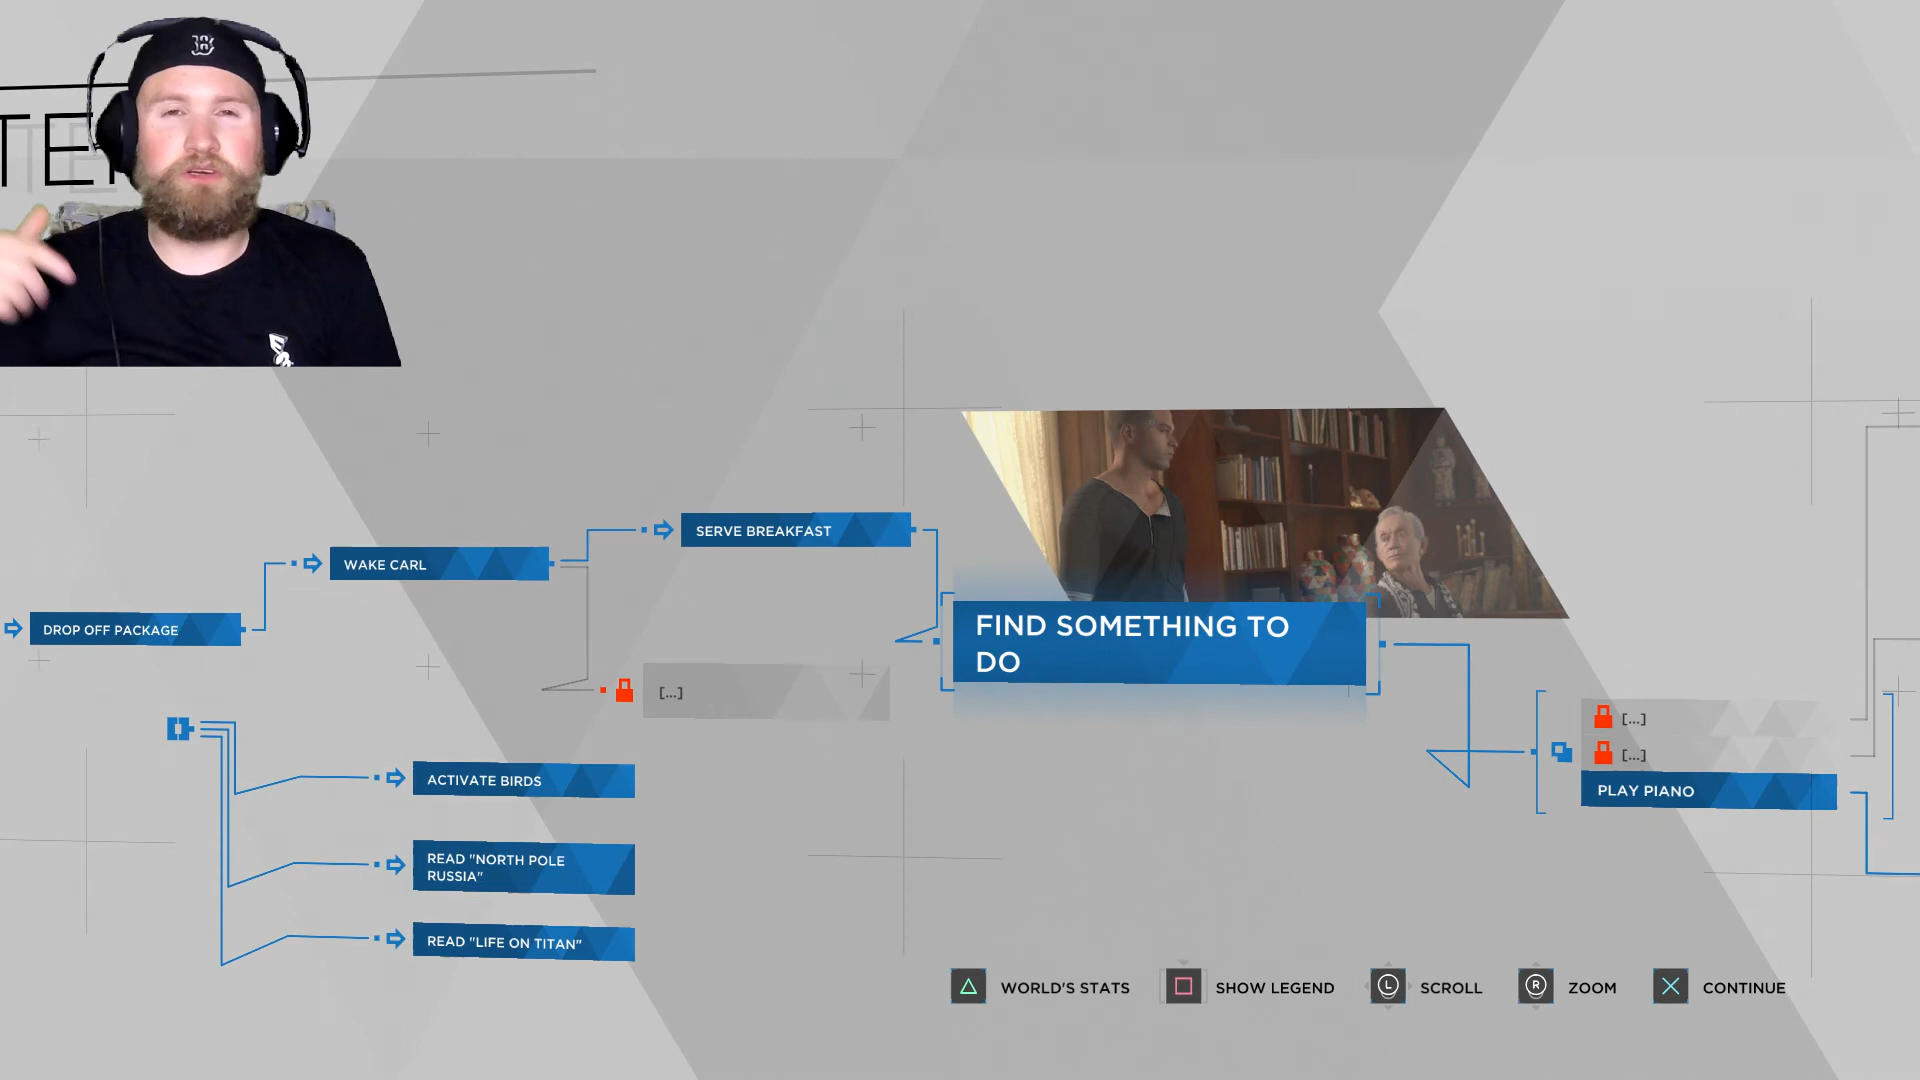 B
TE
SERVE BREAKFAST
WAKE CARL
DROP OFF PACKAGE
FIND SOMETHING TO
DO
[...]
[...]
[...]
PLAY PIANO
ACTIVATE BIRDS
READ "NORTH POLE
RUSSIA"
READ "LIFE ON TITAN"
WORLD'S STATS
SHOW LEGEND
L
SCROLL
R
ZOOM
CONTINUE